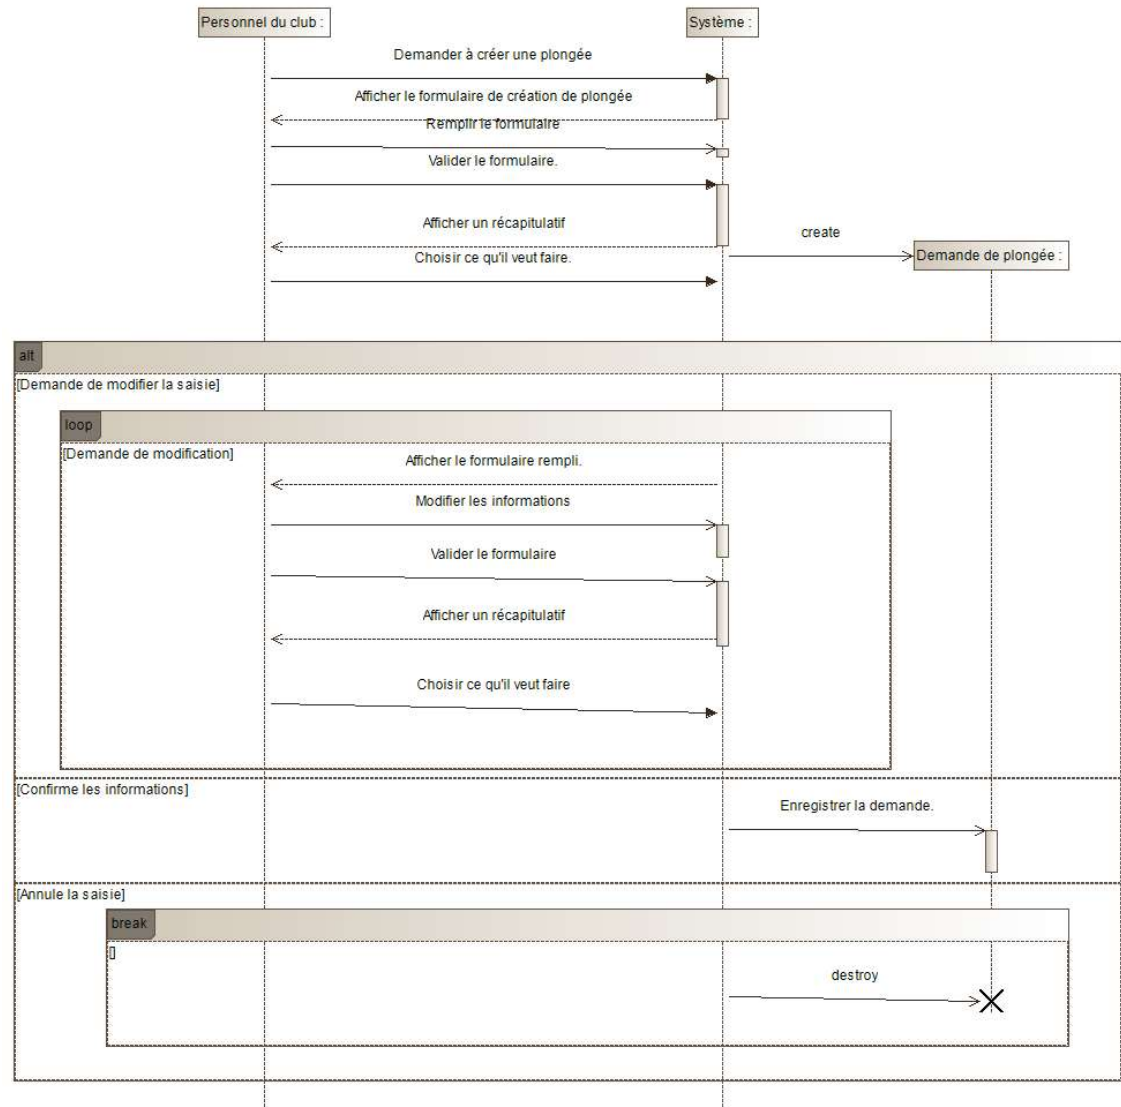 Personnel du club :
Système :
Demander à créer une plongée
Afficher le formulaire de création de plongée
Remplir le formulaire
Valider le formulaire.
Afficher un récapitulatif
create
Demande de plongée :
Choisir ce qu'il veut faire.
alt
[Demande de modifier la saisie]
loop
[Demande de modification]
Afficher le formulaire rempli.
Modifier les informations
Valider le formulaire
Afficher un récapitulatif
Choisir ce qu'il veut faire
[Confirme les informations]
Enregistrer la demande.
[Annule la saisie]
break
[]
destroy